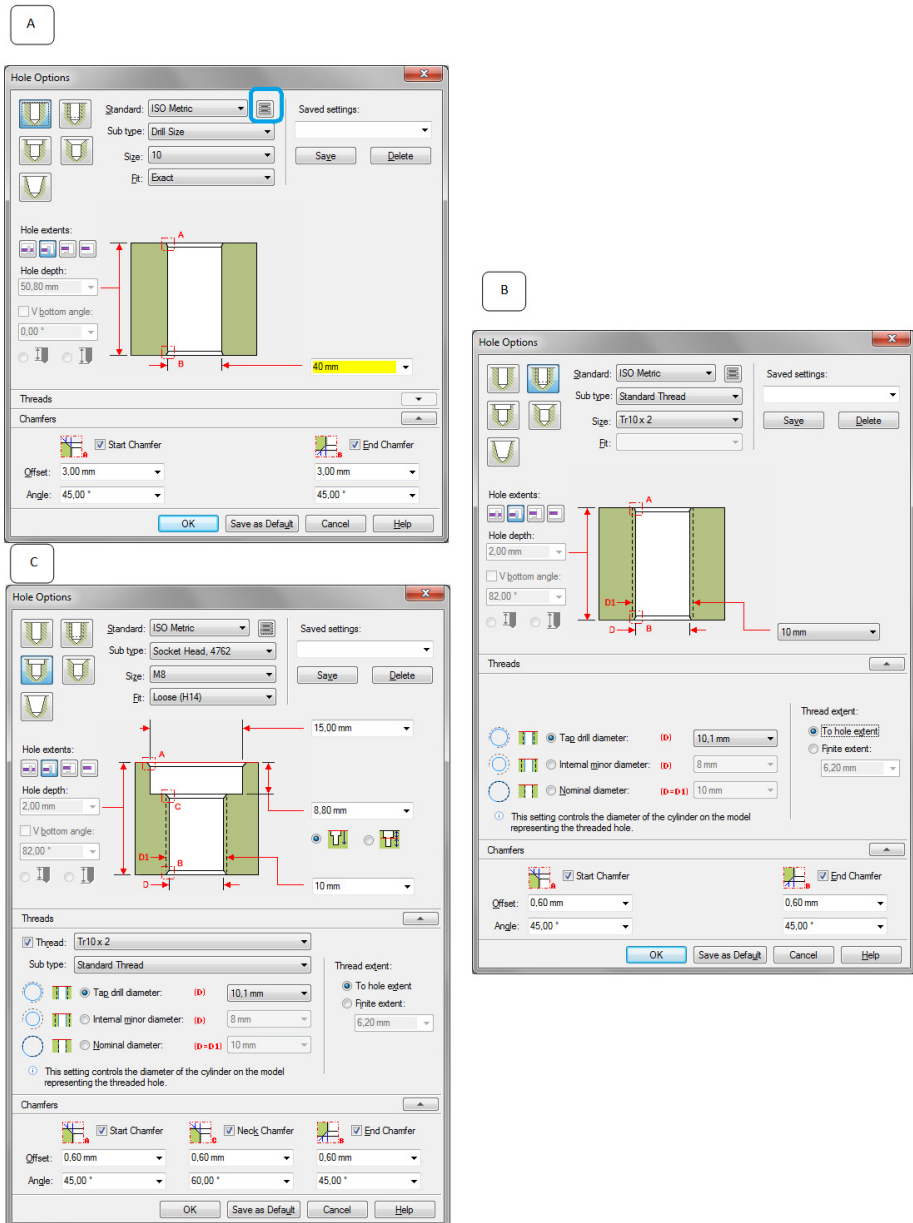 A
Hole Options
Standard: ISO Metric
Saved settings:
Sub type: Drill Size
Size: 10
Save Delete
Fit: Exact
Hole extents:
A
Hole depth:
50,80 mm
V bottom angle:
0,00 °
B
40 mm
Threads
Chamfers
A Start Chamfer B End Chamfer
Offset: 3,00 mm 3,00 mm
Angle: 45,00 ° 45,00 °
OK Save as Default Cancel Help
B
Hole Options
Standard: ISO Metric
Saved settings:
Sub type: Standard Thread
Size: Tr10 x 2
Save Delete
Fit:
Hole extents:
A
Hole depth:
2,00 mm
V bottom angle:
82,00 °
D1
D B
10 mm
Threads
Thread extent:
Tap drill diameter: (D) 10,1 mm
To hole extent
Internal minor diameter: (D) 8 mm
Finite extent:
6,20 mm
Nominal diameter: (D=D1) 10 mm
This setting controls the diameter of the cylinder on the model
representing the threaded hole.
Chamfers
A Start Chamfer B End Chamfer
Offset: 0,60 mm 0,60 mm
Angle: 45,00 ° 45,00 °
OK Save as Default Cancel Help
C
Hole Options
Standard: ISO Metric
Saved settings:
Sub type: Socket Head, 4762
Size: M8
Save Delete
Fit: Loose (H14)
15,00 mm
Hole extents:
A
Hole depth:
2,00 mm
C
8,80 mm
V bottom angle:
82,00 °
D1 B
D
10 mm
Threads
Thread: Tr10 x 2
Sub type: Standard Thread
Thread extent:
Tap drill diameter: (D) 10,1 mm
To hole extent
Internal minor diameter: (D) 8 mm
Finite extent:
6,20 mm
Nominal diameter: (D=D1) 10 mm
This setting controls the diameter of the cylinder on the model
representing the threaded hole.
Chamfers
A Start Chamfer C Neck Chamfer B End Chamfer
Offset: 0,60 mm 0,60 mm 0,60 mm
Angle: 45,00 ° 60,00 ° 45,00 °
OK Save as Default Cancel Help